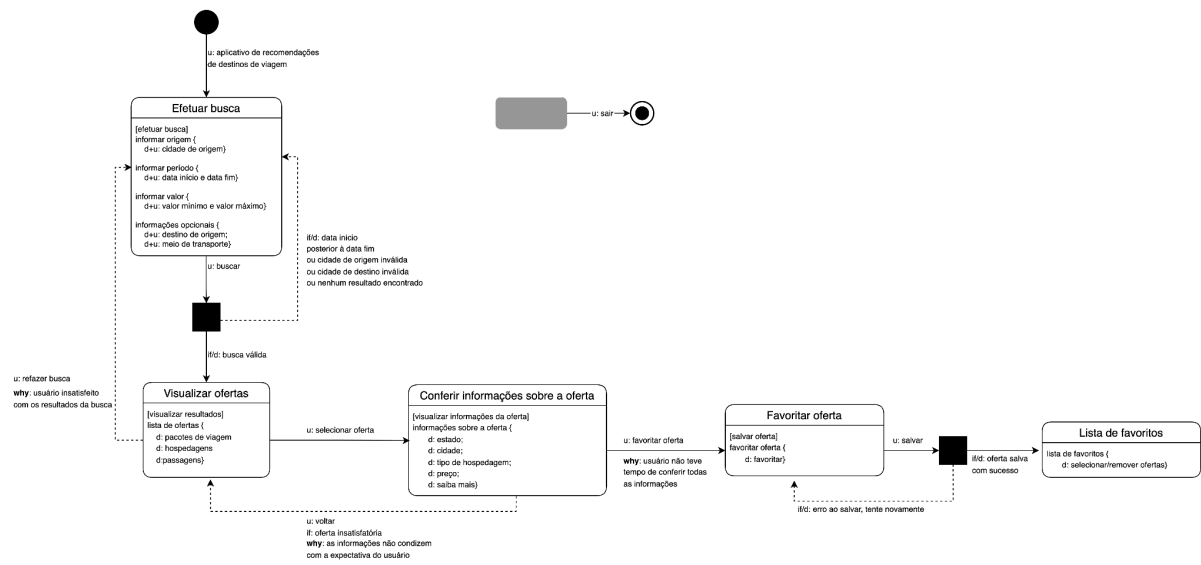 u: aplicativo de recomendações
de destinos de viagem
Efetuar busca
[efetuar busca]
informar origem {
d+u: cidade de origem}
informar período {
d+u: data início e data fim}
informar valor {
d+u: valor mínimo e valor máximo}
informações opcionais {
d+u: destino de origem;
d+u: meio de transporte}
u: sair
if/d: data início
posterior à data fim
ou cidade de origem inválida
ou cidade de destino inválida
ou nenhum resultado encontrado
u: buscar
if/d: busca válida
u: refazer busca
why: usuário insatisfeito
com os resultados da busca
Visualizar ofertas
[visualizar resultados]
lista de ofertas {
d: pacotes de viagem
d: hospedagens
d:passagens}
u: selecionar oferta
Conferir informações sobre a oferta
[visualizar informações da oferta]
informações sobre a oferta {
d: estado;
d: cidade;
d: tipo de hospedagem;
d: preço;
d: saiba mais}
u: voltar
if: oferta insatisfatória
why: as informações não condizem
com a expectativa do usuário
u: favoritar oferta
why: usuário não teve
tempo de conferir todas
as informações
Favoritar oferta
[salvar oferta]
favoritar oferta {
d: favoritar}
u: salvar
if/d: erro ao salvar, tente novamente
if/d: oferta salva
com sucesso
Lista de favoritos
lista de favoritos {
d: selecionar/remover ofertas}